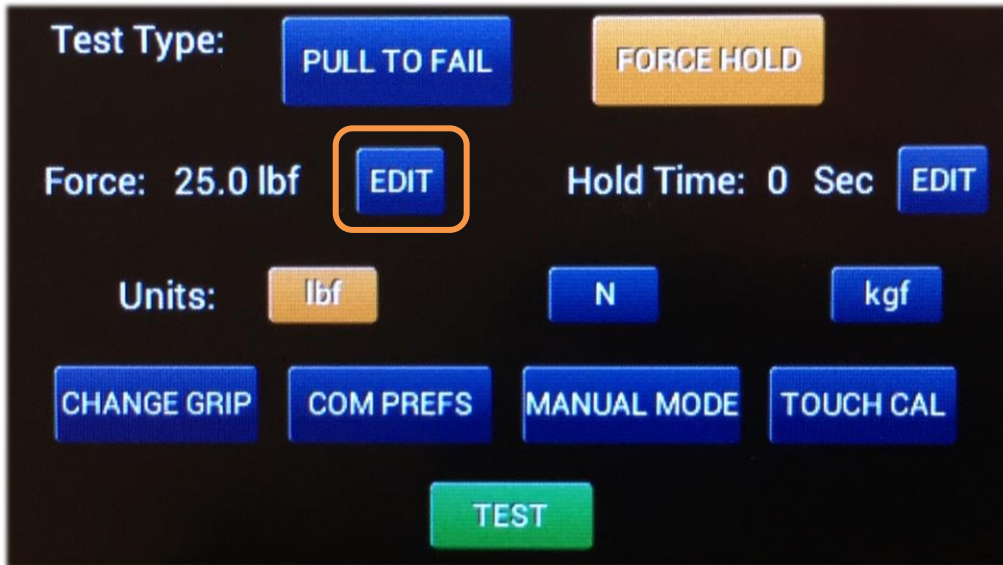 Test Type: PULL TO FAIL FORCE HOLD
Force: 25.0 lbf EDIT Hold Time: 0 Sec EDIT
Units: lbf N kgf
CHANGE GRIP COM PREFS MANUAL MODE TOUCH CAL
TEST